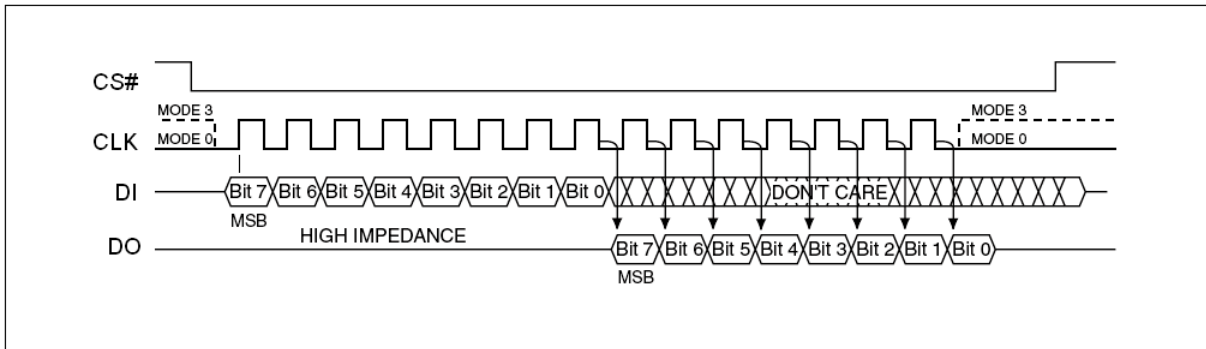 CS#
MODE 3 MODE 3
CLK MODE 0 MODE 0
DI Bit 7 Bit 6 Bit 5 Bit 4 Bit 3 Bit 2 Bit 1 Bit 0 DON'T CARE
MSB
HIGH IMPEDANCE
DO Bit 7 Bit 6 Bit 5 Bit 4 Bit 3 Bit 2 Bit 1 Bit 0
MSB